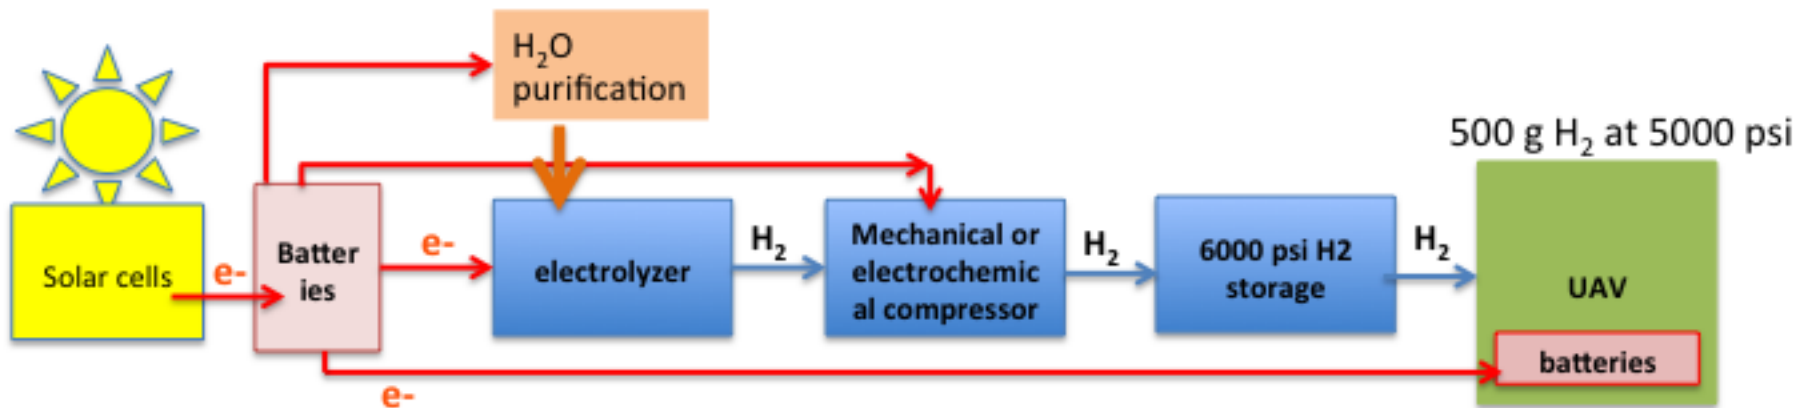 H₂O
purification
500 g H₂ at 5000 psi
Solar cells
e-
Batter
ies
e-
electrolyzer
H₂
Mechanical or
electrochemic
al compressor
H₂
6000 psi H2
storage
H₂
UAV
batteries
e-